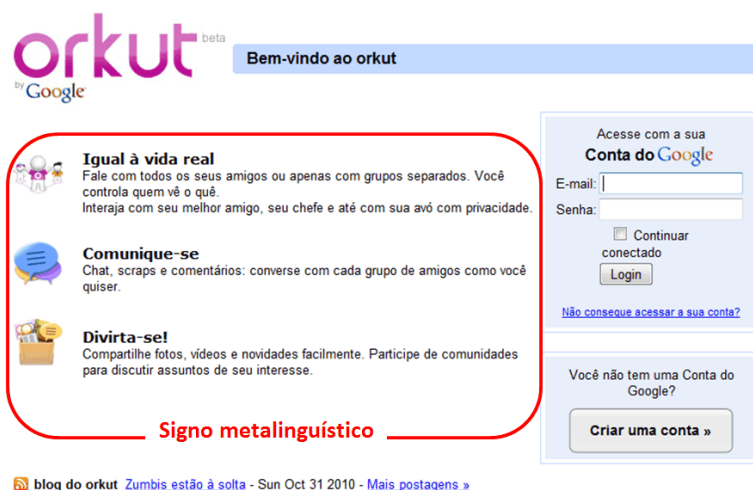 orkut beta
by Google
Bem-vindo ao orkut
Igual à vida real
Fale com todos os seus amigos ou apenas com grupos separados. Você
controla quem vê o quê.
Interaja com seu melhor amigo, seu chefe e até com sua avó com privacidade.
Comunique-se
Chat, scraps e comentários: converse com cada grupo de amigos como você
quiser.
Divirta-se!
Compartilhe fotos, vídeos e novidades facilmente. Participe de comunidades
para discutir assuntos de seu interesse.
Signo metalinguístico
Acesse com a sua
Conta do Google
E-mail:
Senha:
Continuar
conectado
Login
Não consegue acessar a sua conta?
Você não tem uma Conta do
Google?
Criar uma conta »
blog do orkut Zumbis estão à solta - Sun Oct 31 2010 - Mais postagens »